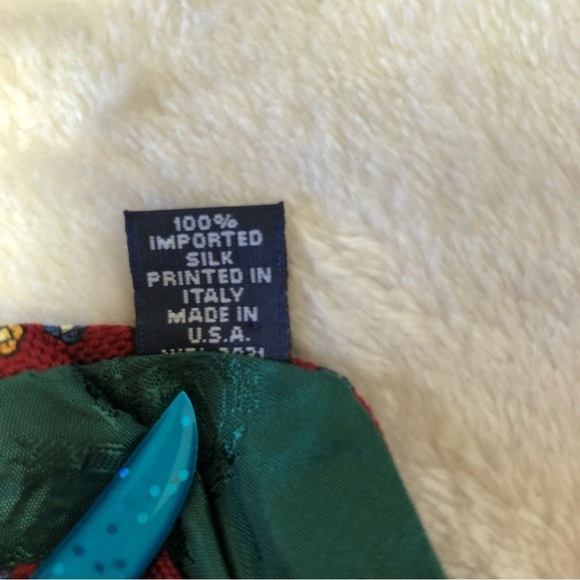 100%
IMPORTED
SILK
PRINTED IN
ITALY
MADE IN
U.S.A.